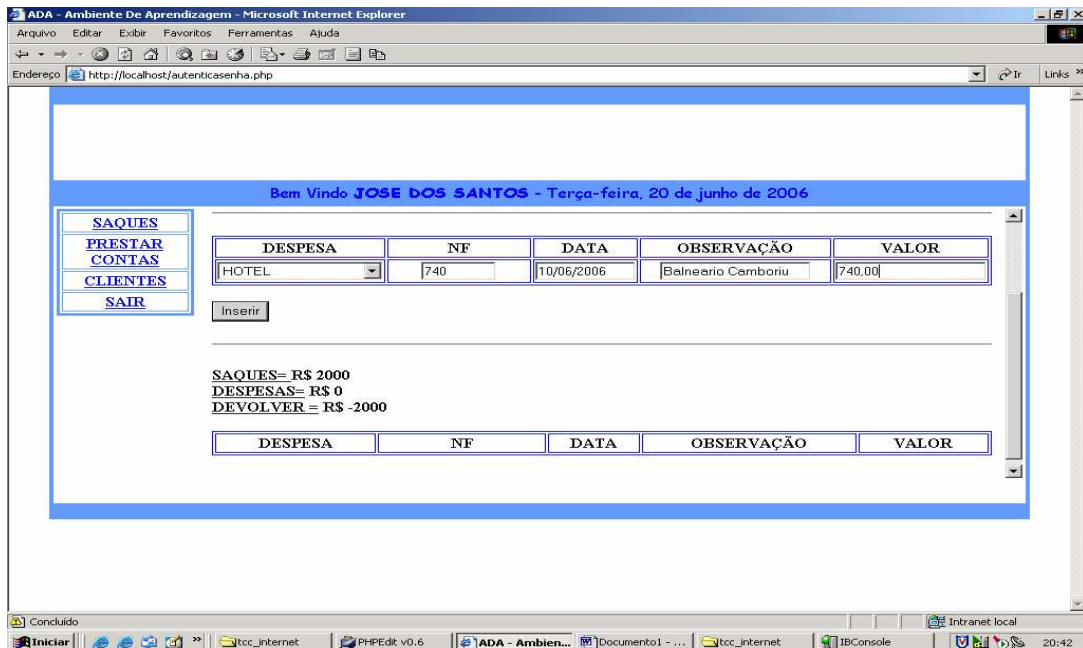 ADA - Ambiente De Aprendizagem - Microsoft Internet Explorer
Arquivo Editar Exibir Favoritos Ferramentas Ajuda
Endereço http://localhost/autenticasenha.php Ir Links »
Bem Vindo JOSE DOS SANTOS - Terça-feira, 20 de junho de 2006
SAQUES
PRESTAR
CONTAS
CLIENTES
SAIR
DESPESA NF DATA OBSERVAÇÃO VALOR
HOTEL 740 10/06/2006 Balneario Camboriu 740,00
Inserir
SAQUES= R$ 2000
DESPESAS= R$ 0
DEVOLVER = R$ -2000
DESPESA NF DATA OBSERVAÇÃO VALOR
Concluído Intranet local
Iniciar » tcc_internet PHPEdit v0.6 ADA - Ambien... Documento1 - ... tcc_internet IBConsole 20:42